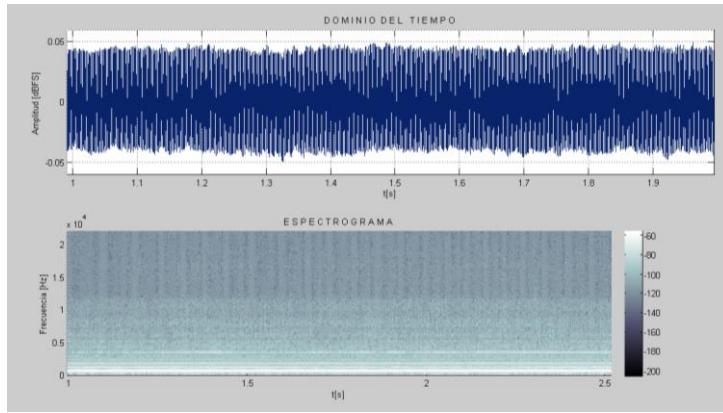 DOMINIO DEL TIEMPO
Amplitud [dBFS]
0.05
0
-0.05
1 1.1 1.2 1.3 1.4 1.5 1.6 1.7 1.8 1.9
t[s]
ESPECTROGRAMA
x 10^4
Frecuencia [Hz]
2
1.5
1
0.5
0
1 1.5 2 2.5
t[s]
-60
-80
-100
-120
-140
-160
-180
-200